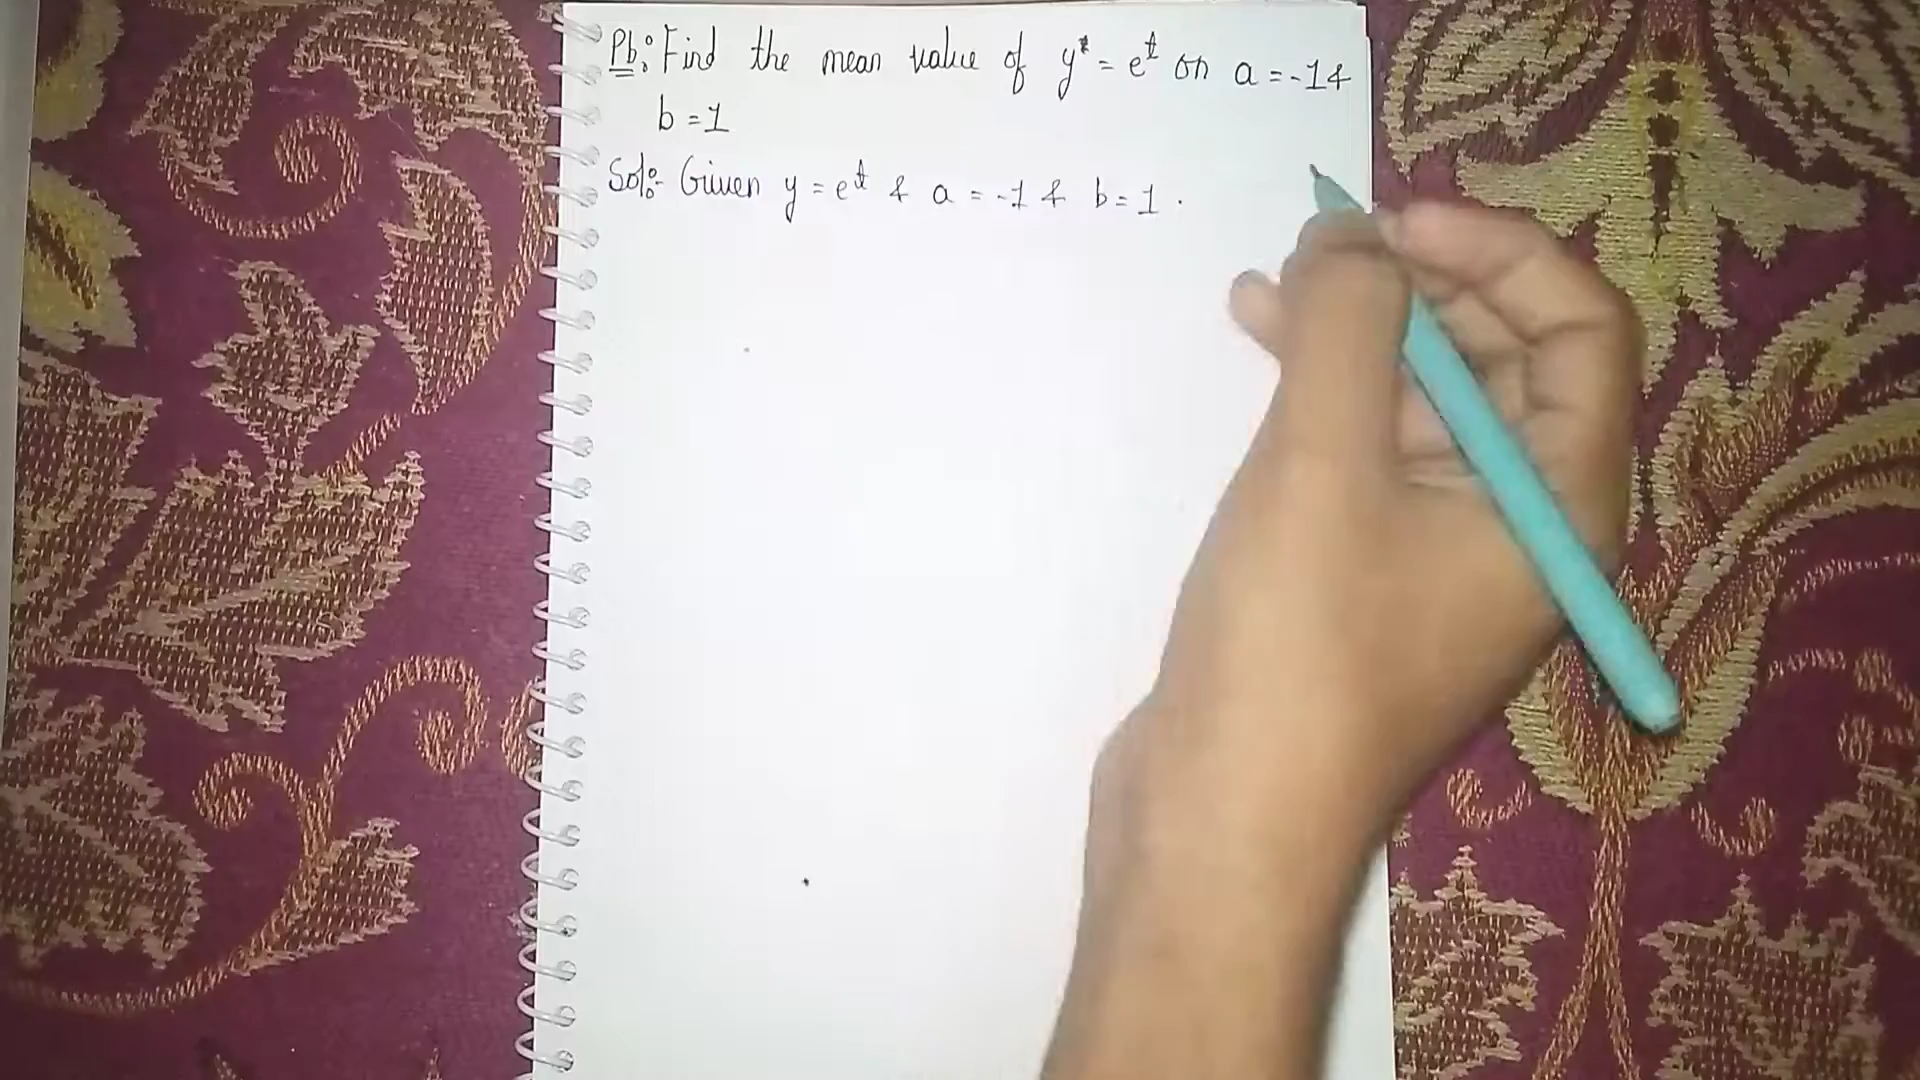 Pb: Find the mean value of y = e^t on a = -1 &
b = 1
Sol:- Given y = e^t & a = -1 & b = 1.